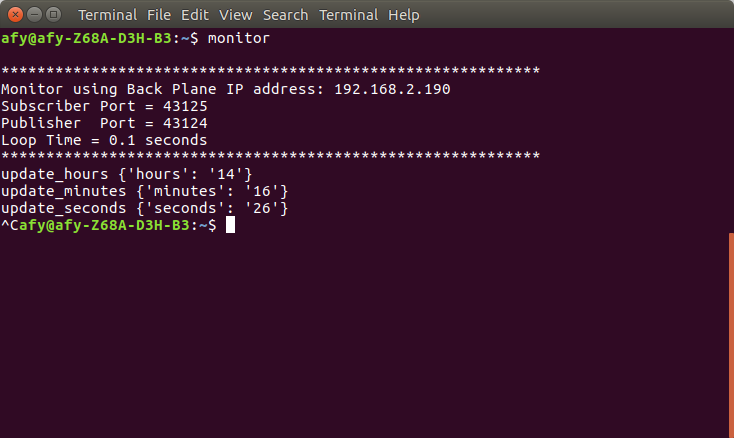 Terminal File Edit View Search Terminal Help
afy@afy-Z68A-D3H-B3:~$ monitor
************************************************************
Monitor using Back Plane IP address: 192.168.2.190
Subscriber Port = 43125
Publisher  Port = 43124
Loop Time = 0.1 seconds
************************************************************
update_hours {'hours': '14'}
update_minutes {'minutes': '16'}
update_seconds {'seconds': '26'}
^Cafy@afy-Z68A-D3H-B3:~$